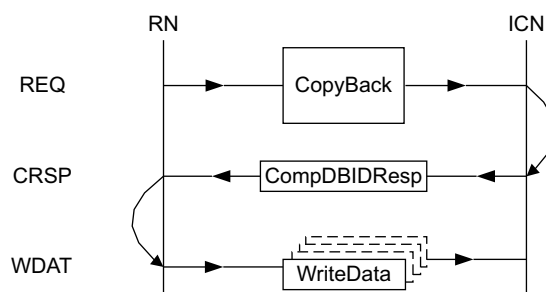 RN ICN
REQ CopyBack
CRSP CompDBIDResp
WDAT WriteData